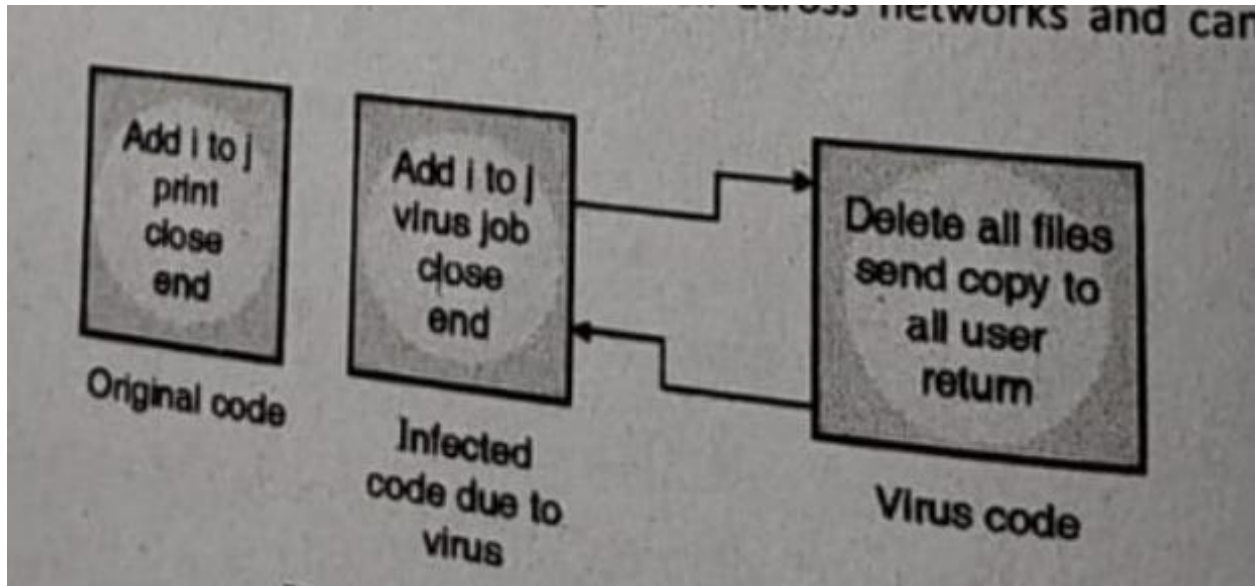 across networks and can
Add i to j
print
close
end
Original code
Add i to j
virus job
close
end
Infected
code due to
virus
Delete all files
send copy to
all user
return
Virus code